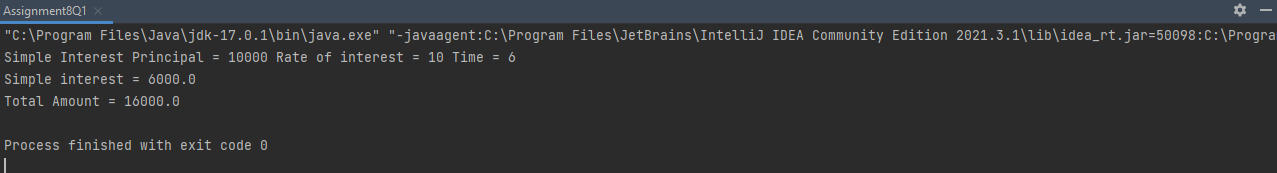 Assignment8Q1
"C:\Program Files\Java\jdk-17.0.1\bin\java.exe" "-javaagent:C:\Program Files\JetBrains\IntelliJ IDEA Community Edition 2021.3.1\lib\idea_rt.jar=50098:C:\Progra
Simple Interest Principal = 10000 Rate of interest = 10 Time = 6
Simple interest = 6000.0
Total Amount = 16000.0
Process finished with exit code 0